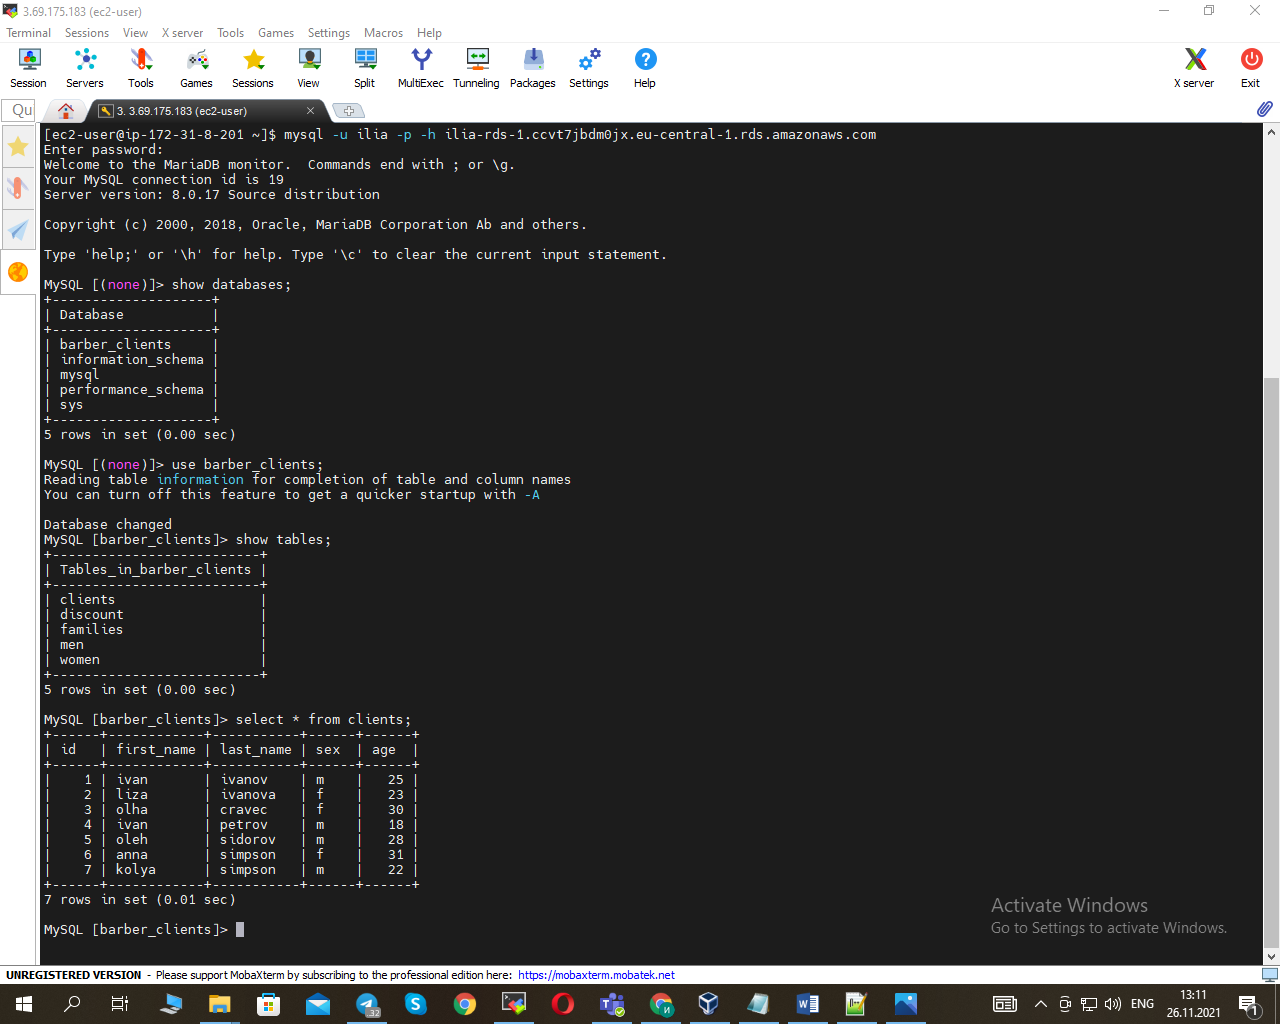 3.69.175.183 (ec2-user)
Terminal Sessions View X server Tools Games Settings Macros Help
Session Servers Tools Games Sessions View Split MultiExec Tunneling Packages Settings Help X server Exit
Qu 3. 3.69.175.183 (ec2-user)
[ec2-user@ip-172-31-8-201 ~]$ mysql -u ilia -p -h ilia-rds-1.ccvt7jbdm0jx.eu-central-1.rds.amazonaws.com
Enter password:
Welcome to the MariaDB monitor.  Commands end with ; or \g.
Your MySQL connection id is 19
Server version: 8.0.17 Source distribution
Copyright (c) 2000, 2018, Oracle, MariaDB Corporation Ab and others.
Type 'help;' or '\h' for help. Type '\c' to clear the current input statement.
MySQL [(none)]> show databases;
+--------------------+
| Database           |
+--------------------+
| barber_clients     |
| information_schema |
| mysql              |
| performance_schema |
| sys                |
+--------------------+
5 rows in set (0.00 sec)
MySQL [(none)]> use barber_clients;
Reading table information for completion of table and column names
You can turn off this feature to get a quicker startup with -A
Database changed
MySQL [barber_clients]> show tables;
+--------------------------+
| Tables_in_barber_clients |
+--------------------------+
| clients                  |
| discount                 |
| families                 |
| men                      |
| women                    |
+--------------------------+
5 rows in set (0.00 sec)
MySQL [barber_clients]> select * from clients;
+------+------------+-----------+------+------+
| id   | first_name | last_name | sex  | age  |
+------+------------+-----------+------+------+
|    1 | ivan       | ivanov    | m    |   25 |
|    2 | liza       | ivanova   | f    |   23 |
|    3 | olha       | cravec    | f    |   30 |
|    4 | ivan       | petrov    | m    |   18 |
|    5 | oleh       | sidorov   | m    |   28 |
|    6 | anna       | simpson   | f    |   31 |
|    7 | kolya      | simpson   | m    |   22 |
+------+------------+-----------+------+------+
7 rows in set (0.01 sec)
MySQL [barber_clients]>
Activate Windows
Go to Settings to activate Windows.
UNREGISTERED VERSION - Please support MobaXterm by subscribing to the professional edition here: https://mobaxterm.mobatek.net
32
ENG
13:11
26.11.2021
1